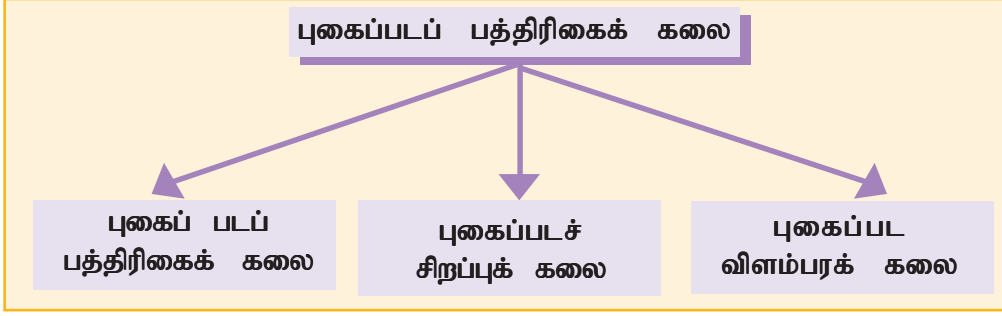 புகைப்படப் பத்திரிகைக் கலை
புகைப் படப்
பத்திரிகைக் கலை
புகைப்படச்
சிறப்புக் கலை
புகைப்பட
விளம்பரக் கலை